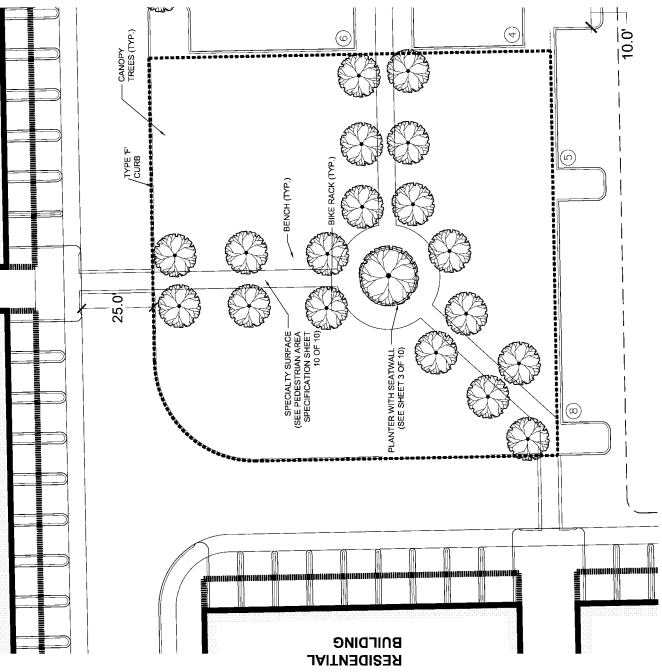 CANOPY
TREES (TYP.)
TYPE 'F'
CURB
BENCH (TYP.)
BIKE RACK (TYP.)
25.0'
SPECIALTY SURFACE
(SEE PEDESTRIAN AREA
SPECIFICATION SHEET
10 OF 10)
PLANTER WITH SEATWALL
(SEE SHEET 3 OF 10)
6
4
10.0'
5
8
RESIDENTIAL
BUILDING